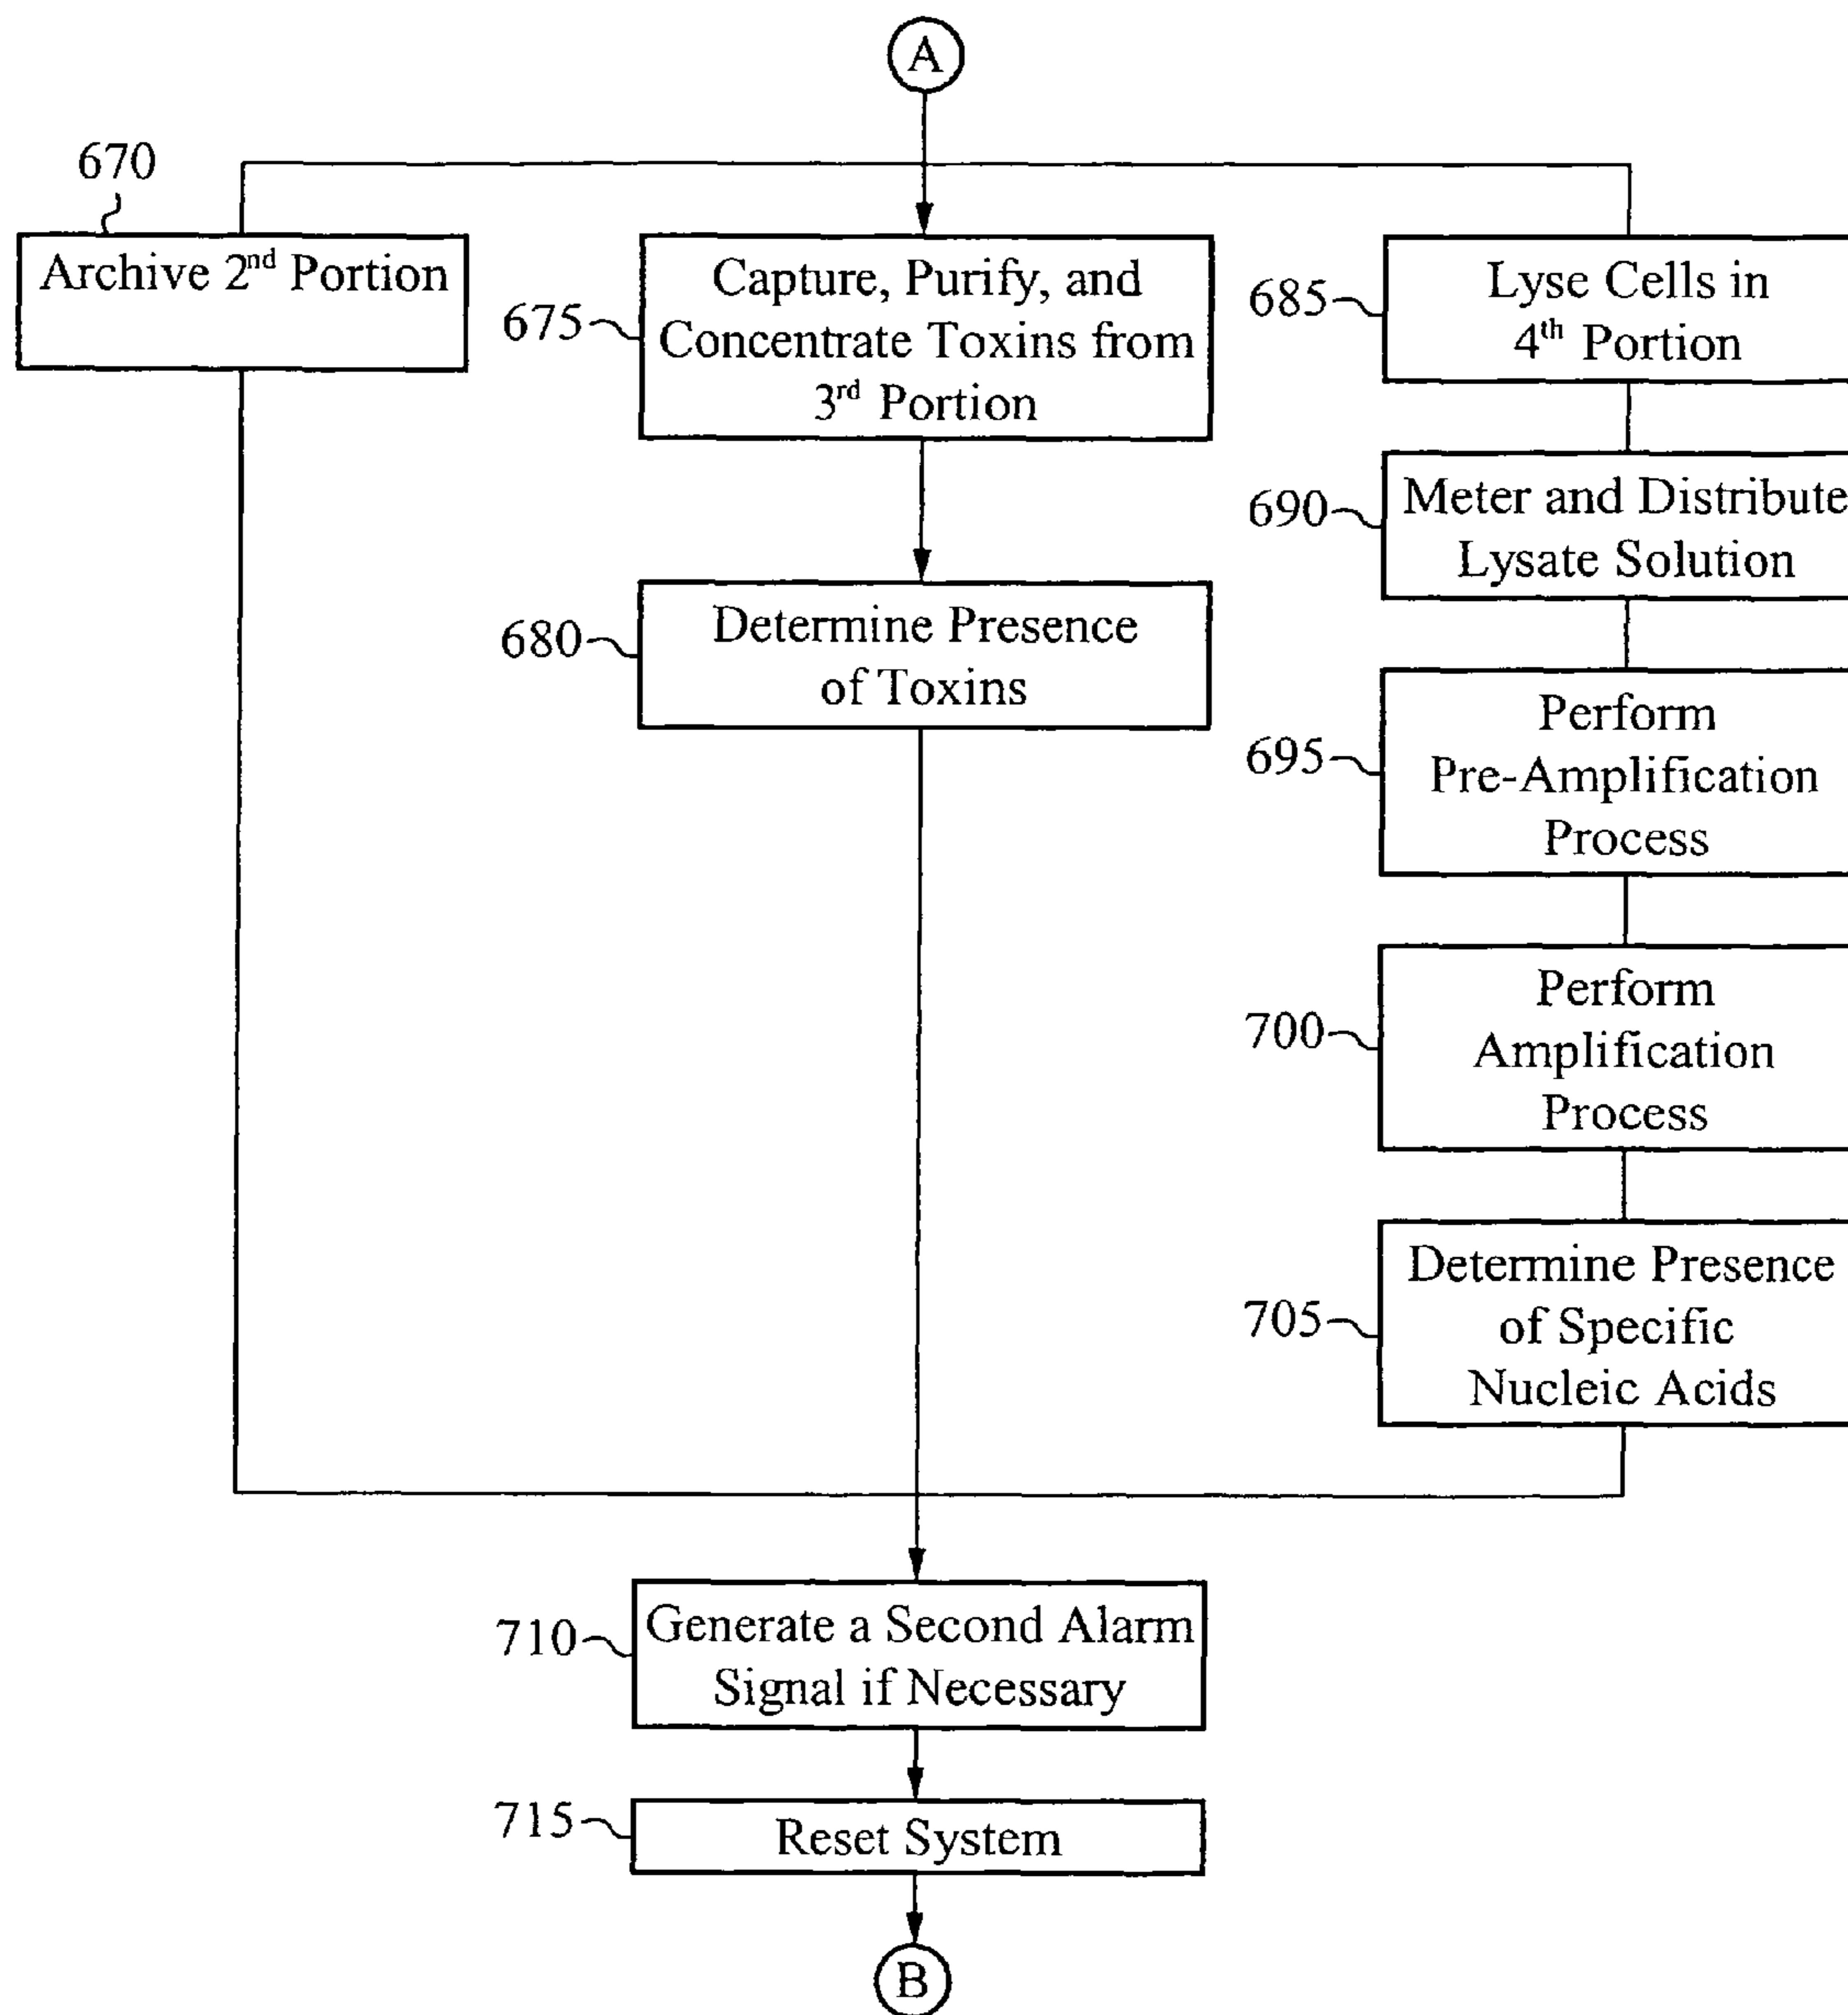 A
670
Archive 2nd Portion
675
Capture, Purify, and
Concentrate Toxins from
3rd Portion
680
Determine Presence
of Toxins
685
Lyse Cells in
4th Portion
690
Meter and Distribute
Lysate Solution
695
Perform
Pre-Amplification
Process
700
Perform
Amplification
Process
705
Determine Presence
of Specific
Nucleic Acids
710
Generate a Second Alarm
Signal if Necessary
715
Reset System
B